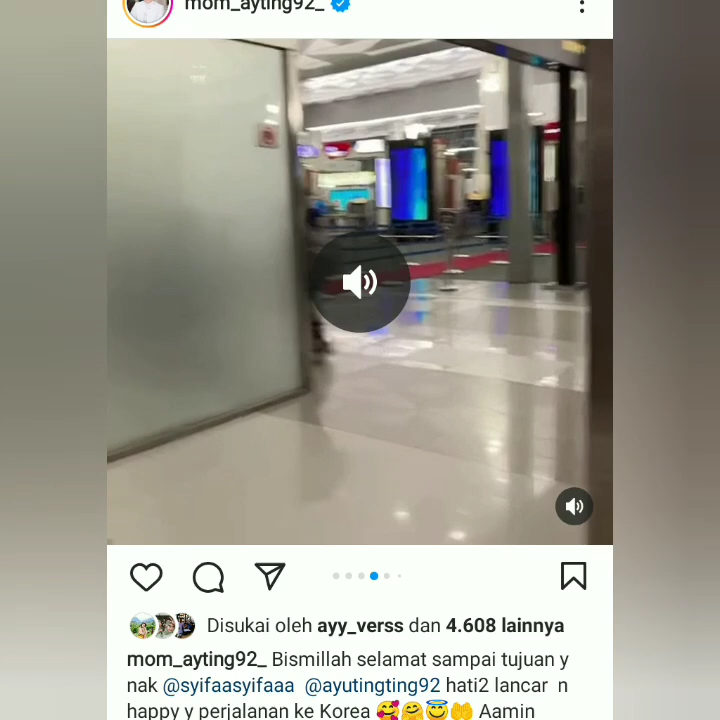 mom_ayting92_
Disukai oleh ayy_verss dan 4.608 lainnya
mom_ayting92_ Bismillah selamat sampai tujuan y
nak @syifaasyifaaa @ayutingting92 hati2 lancar n
happy y perjalanan ke Korea 🥰🤗😇🤲 Aamin